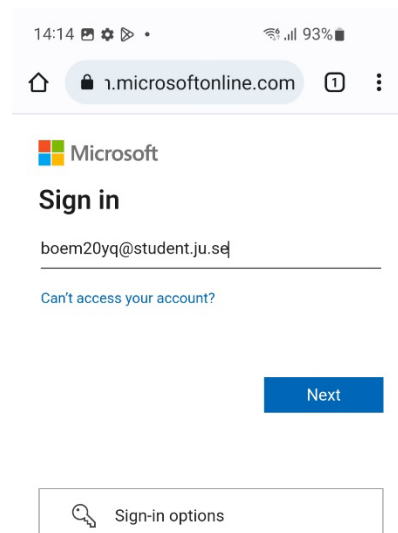 14:14 93%
n.microsoftonline.com 1
Microsoft
Sign in
boem20yq@student.ju.se
Can't access your account?
Next
Sign-in options